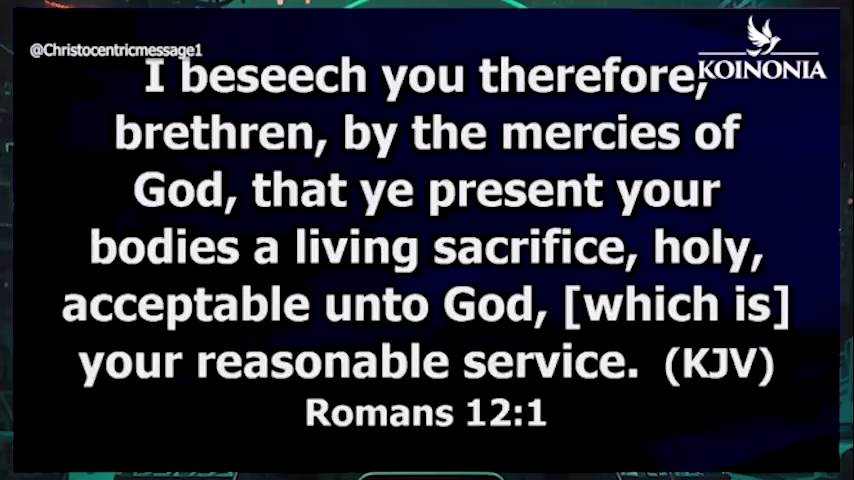 @Christocentricmessage1
KOINONIA
I beseech you therefore,
brethren, by the mercies of
God, that ye present your
bodies a living sacrifice, holy,
acceptable unto God, [which is]
your reasonable service. (KJV)
Romans 12:1